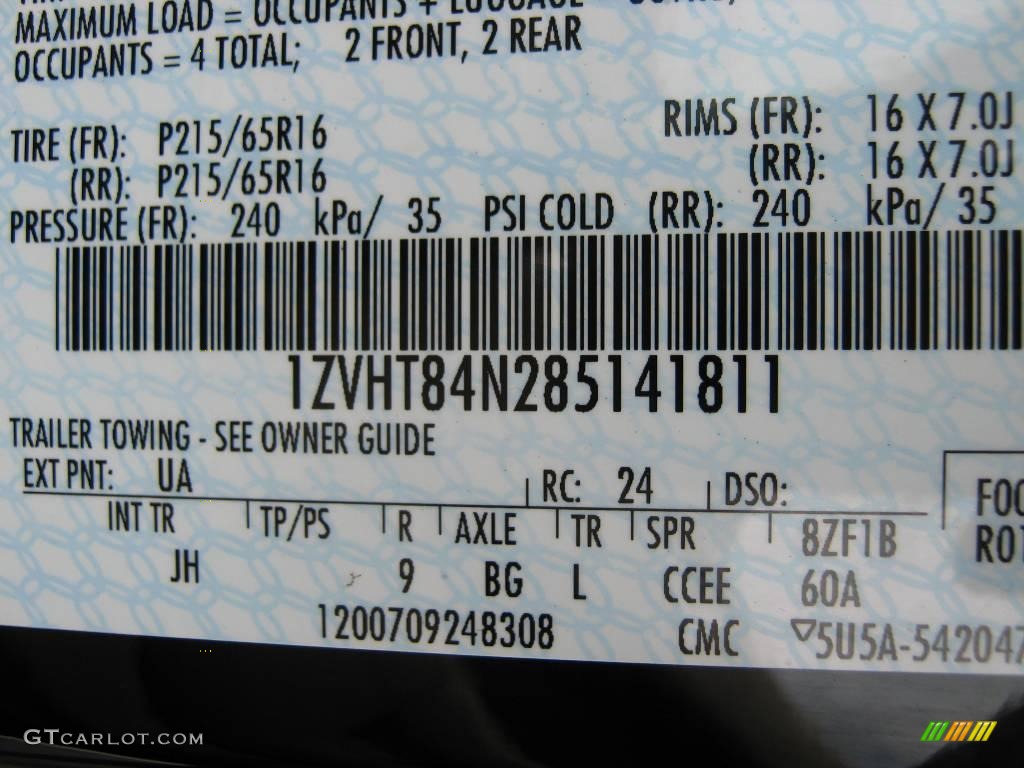 MAXIMUM LOAD = OCCUPANTS + LUGGAGE
OCCUPANTS = 4 TOTAL; 2 FRONT, 2 REAR
TIRE (FR): P215/65R16 RIMS (FR): 16 X 7.0J
(RR): P215/65R16 (RR): 16 X 7.0J
PRESSURE (FR): 240 kPa/ 35 PSI COLD (RR): 240 kPa/ 35
1ZVHT84N285141811
TRAILER TOWING - SEE OWNER GUIDE
EXT PNT: UA RC: 24 DSO:
FOO
INT TR TP/PS R AXLE TR SPR 8ZF1B
ROT
JH 9 BG L CCEE 60A
1200709248308 CMC ▽5U5A-542047
GTCARLOT.COM